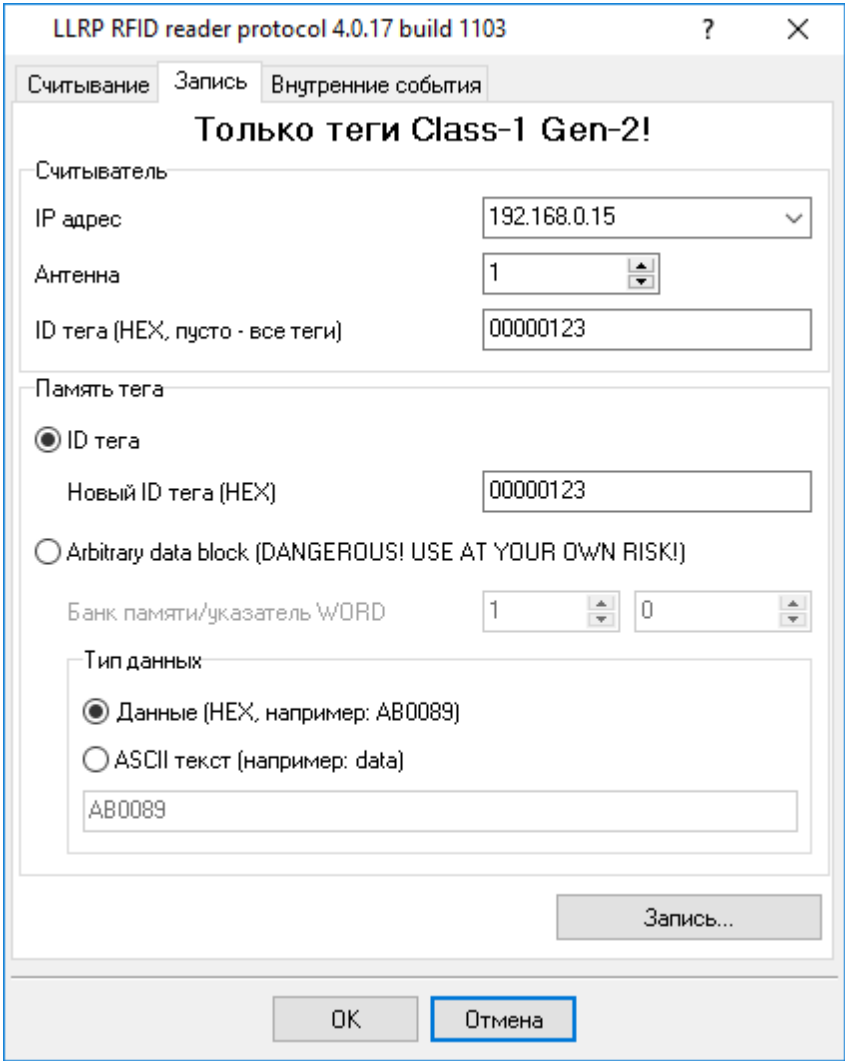 LLRP RFID reader protocol 4.0.17 build 1103 ?
Считывание Запись Внутренние события
Только теги Class-1 Gen-2!
Считыватель
IP адрес 192.168.0.15
Антенна 1
ID тега (HEX, пусто - все теги) 00000123
Память тега
ID тега
Новый ID тега (HEX) 00000123
Arbitrary data block (DANGEROUS! USE AT YOUR OWN RISK!)
Банк памяти/указатель WORD 1 0
Тип данных
Данные (HEX, например: AB0089)
ASCII текст (например: data)
AB0089
Запись...
OK Отмена